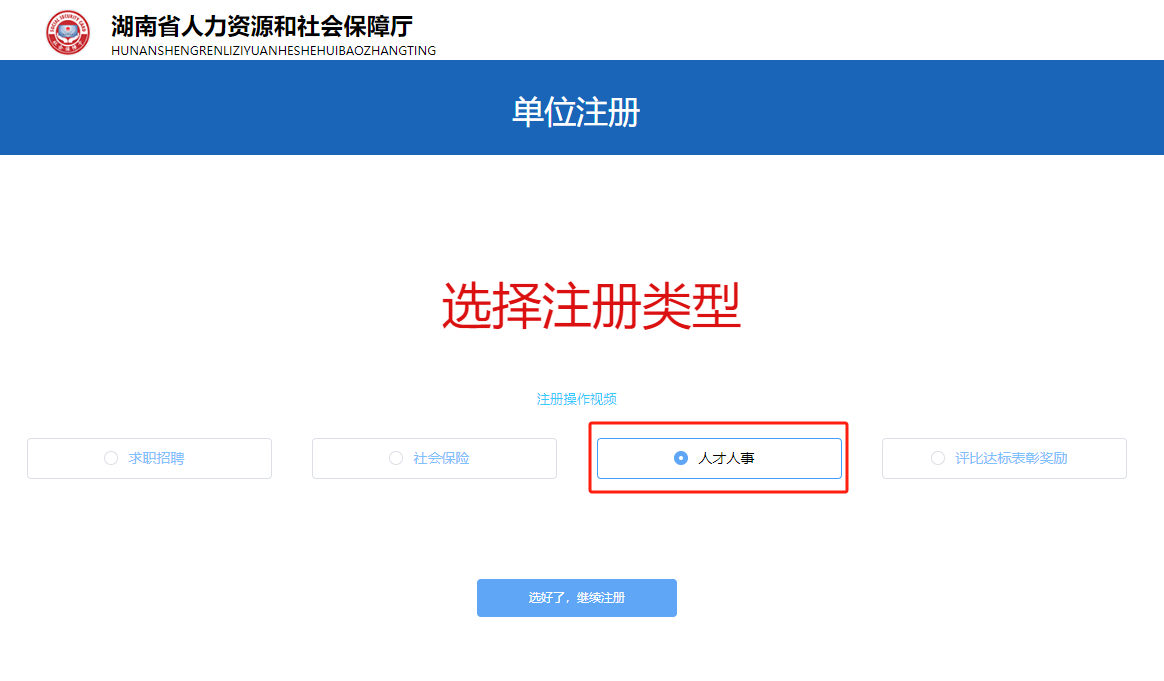 湖南省人力资源和社会保障厅
HUNANSHENGRENLIZIYUANHESHEHUIBAOZHANGTING
单位注册
选择注册类型
注册操作视频
求职招聘
社会保险
人才人事
评比达标表彰奖励
选好了，继续注册